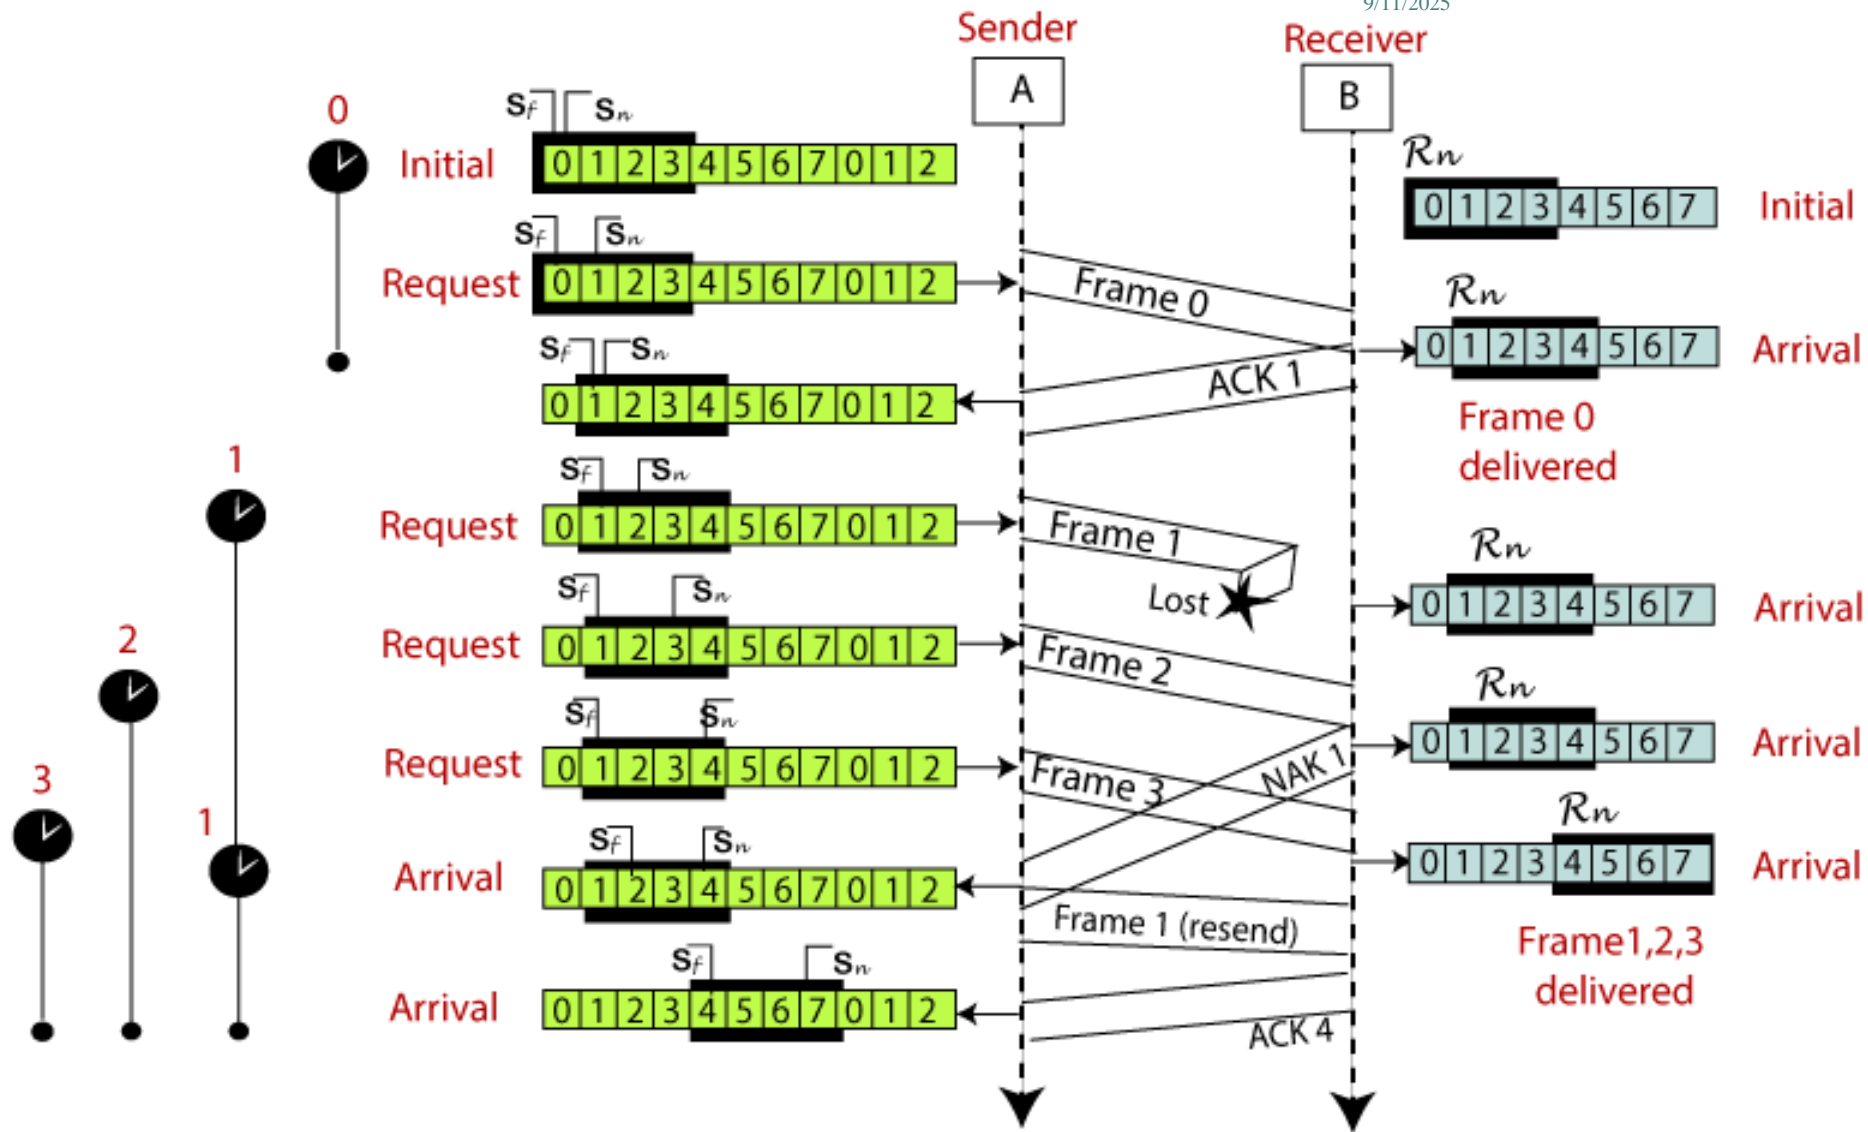 9/11/2025
Sender
Receiver
A
B
0
Sf Sn
Initial
0 1 2 3 4 5 6 7 0 1 2
Rn
0 1 2 3 4 5 6 7
Initial
Sf Sn
Request
0 1 2 3 4 5 6 7 0 1 2
Frame 0
Rn
0 1 2 3 4 5 6 7
Arrival
Sf Sn
0 1 2 3 4 5 6 7 0 1 2
ACK 1
Frame 0
delivered
1
Sf Sn
Request
0 1 2 3 4 5 6 7 0 1 2
Frame 1
Lost
Rn
0 1 2 3 4 5 6 7
Arrival
2
Sf Sn
Request
0 1 2 3 4 5 6 7 0 1 2
Frame 2
Rn
0 1 2 3 4 5 6 7
Arrival
3
Sf Sn
Request
0 1 2 3 4 5 6 7 0 1 2
Frame 3
NAK 1
Rn
0 1 2 3 4 5 6 7
Arrival
1
Sf Sn
Arrival
0 1 2 3 4 5 6 7 0 1 2
Frame 1 (resend)
Frame1,2,3
delivered
Sf Sn
Arrival
0 1 2 3 4 5 6 7 0 1 2
ACK 4